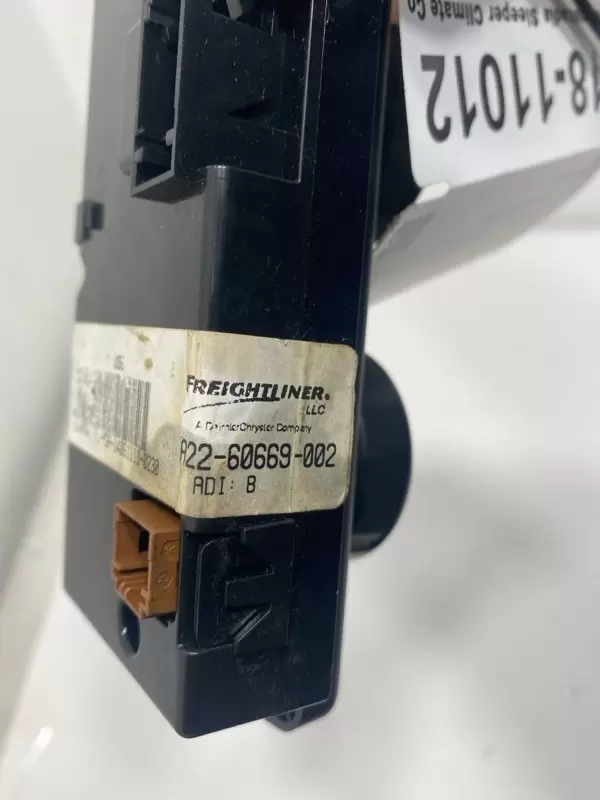 Sleeper Climate Co
18-11012
FREIGHTLINER.
LLC
A DaimlerChrysler Company
A22-60669-002
ADI: B